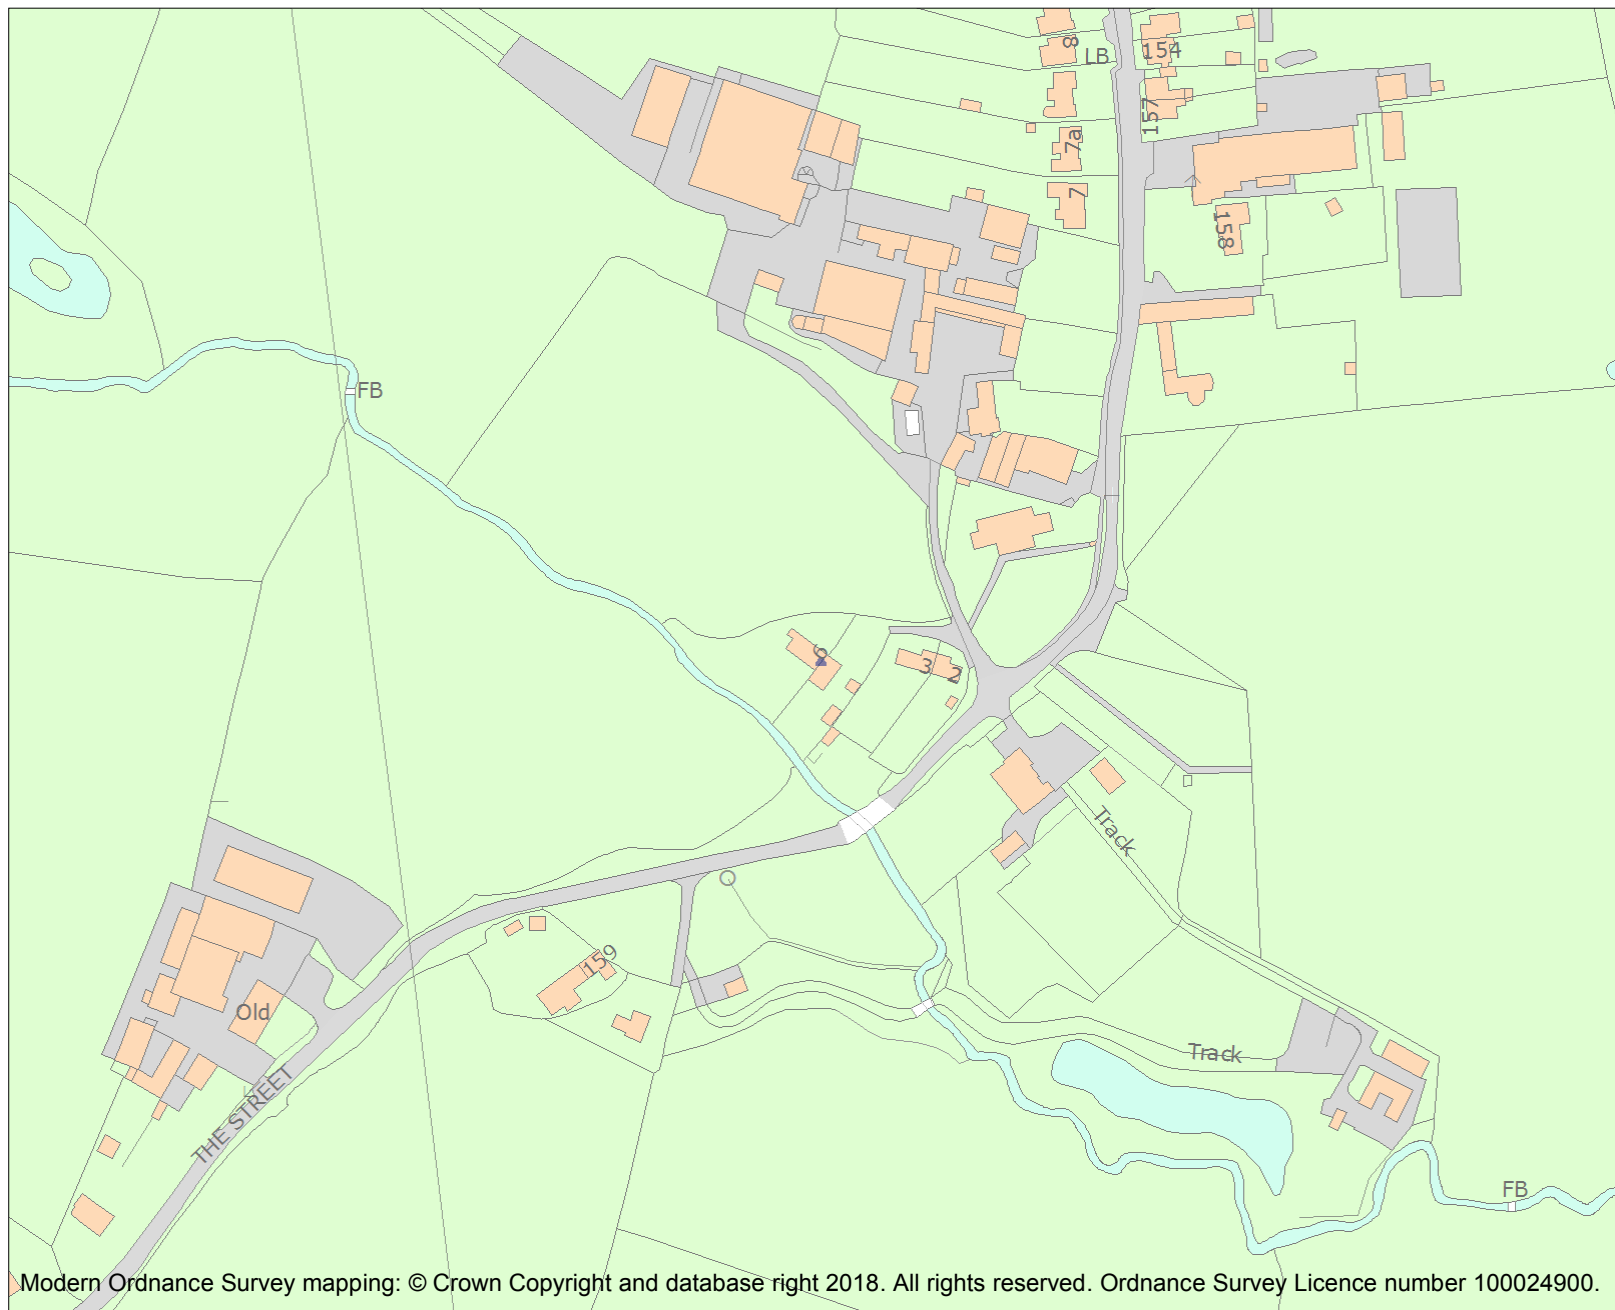 8
LB
154
157
7a
7
158
FB
6
3
2
Track
159
Old
Track
THE STREET
FB
Modern Ordnance Survey mapping: © Crown Copyright and database right 2018. All rights reserved. Ordnance Survey Licence number 100024900.